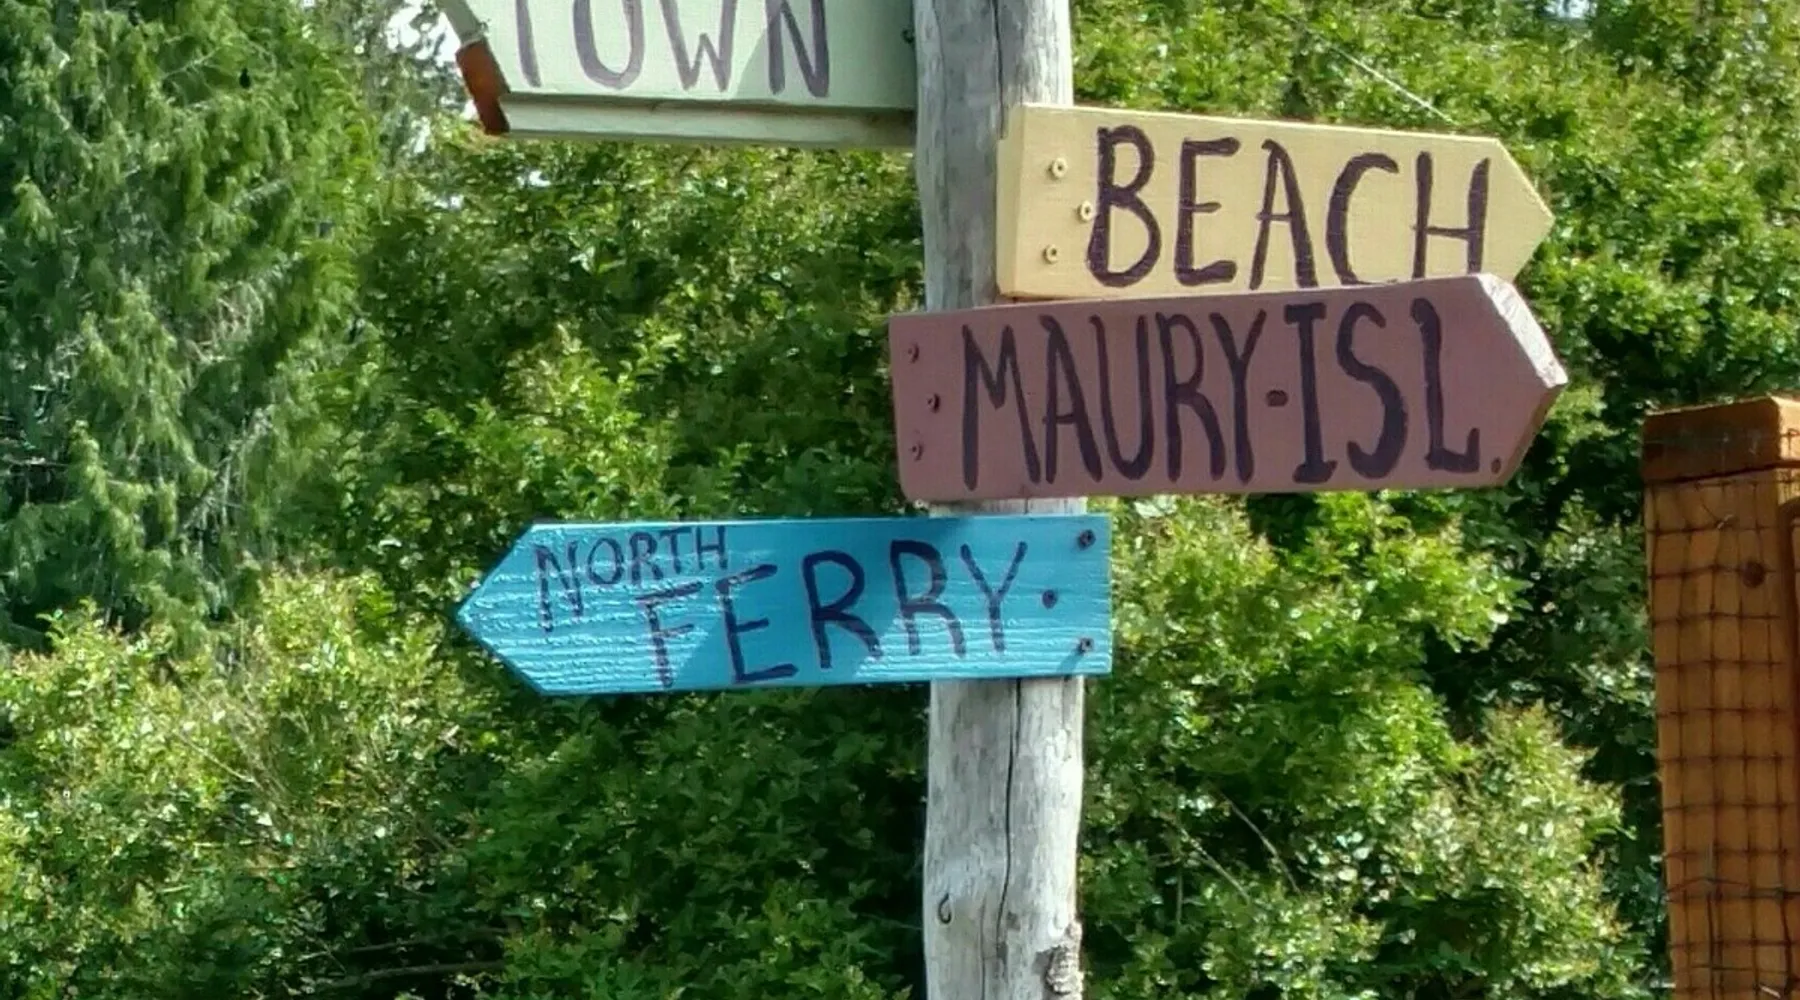 TOWN
BEACH
MAURY-ISL.
NORTH
FERRY